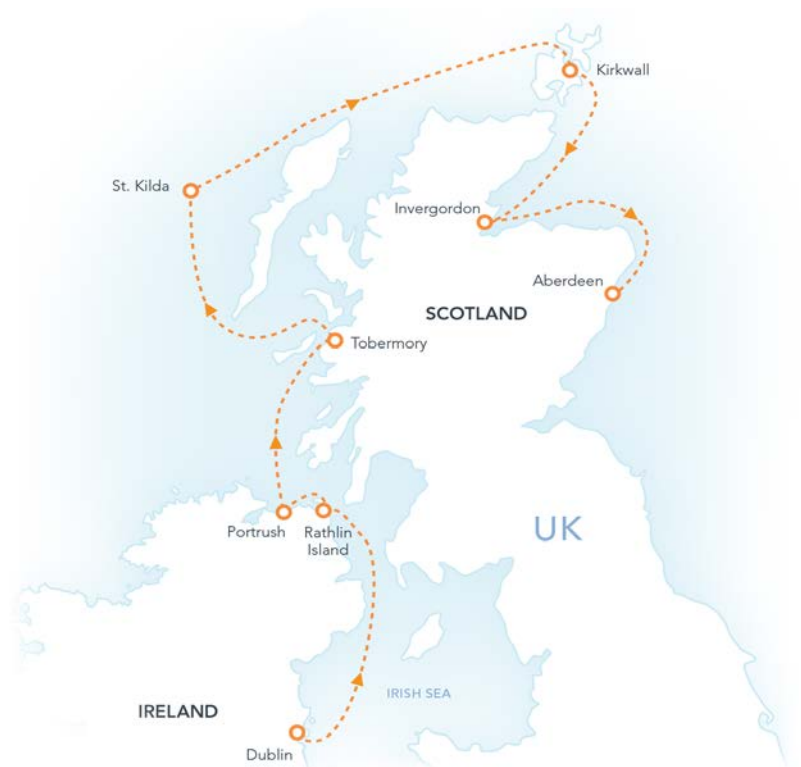 Kirkwall
St. Kilda
Invergordon
Aberdeen
SCOTLAND
Tobermory
Portrush
Rathlin
Island
UK
IRISH SEA
IRELAND
Dublin